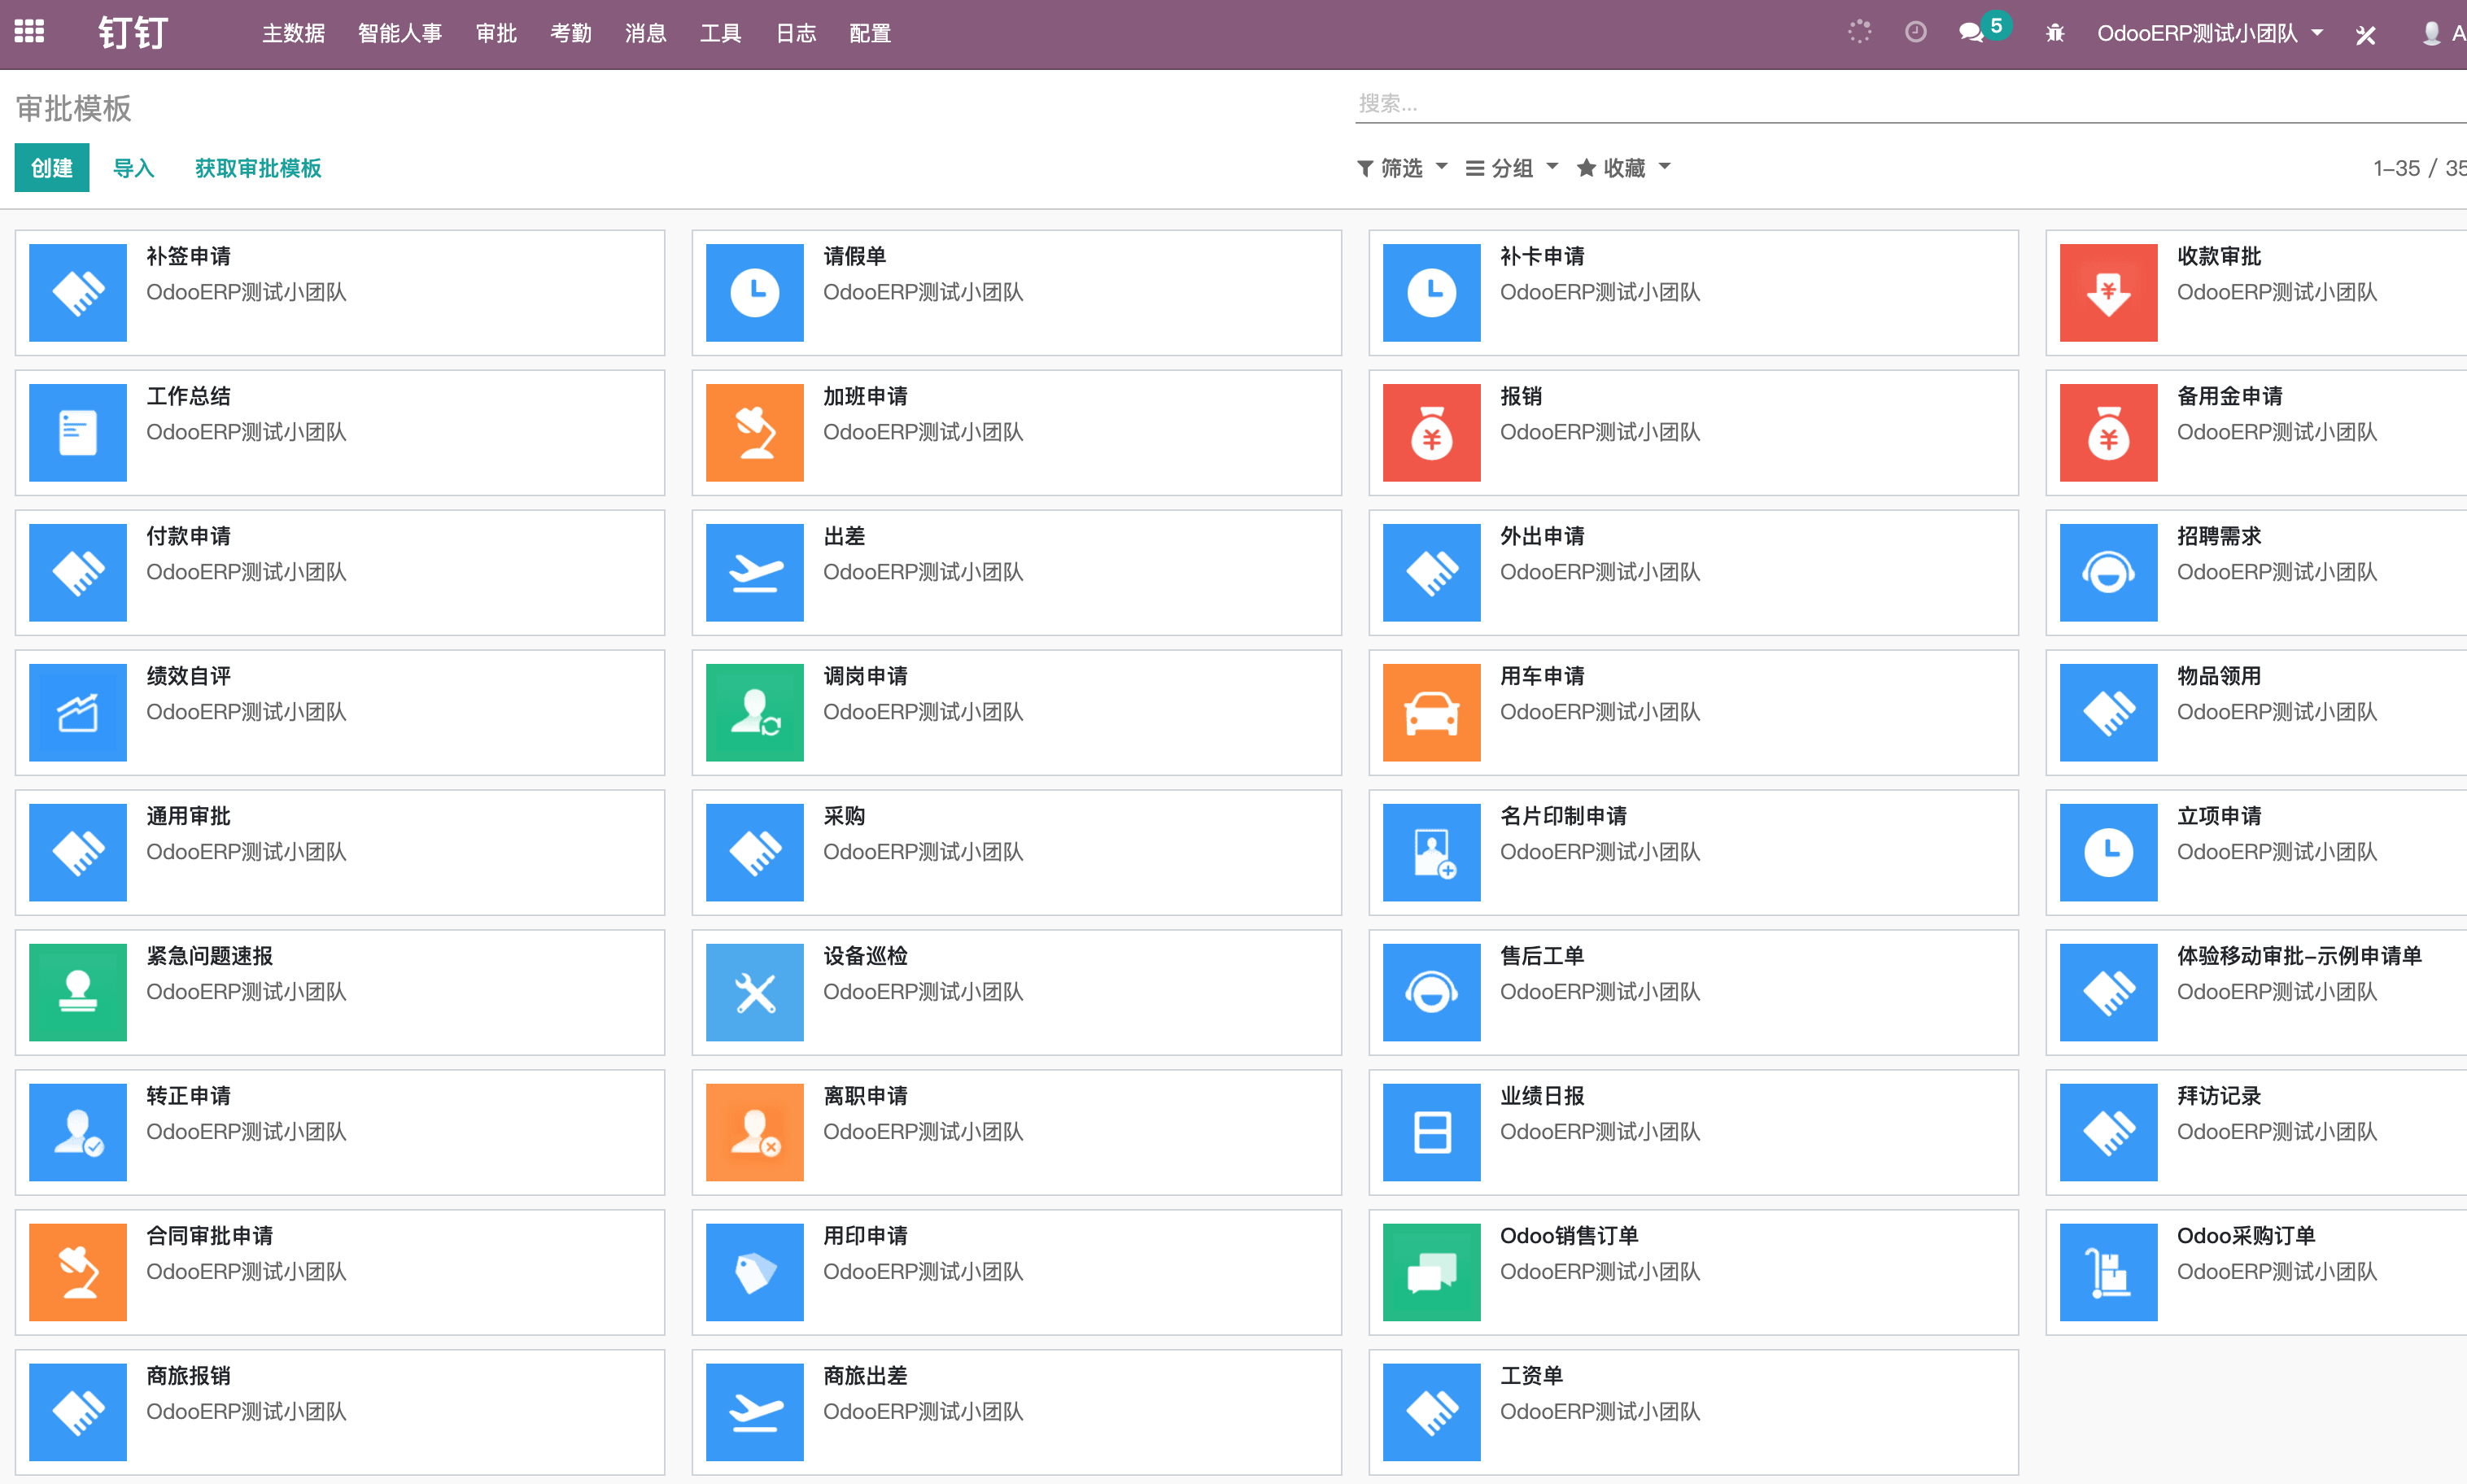 钉钉 主数据 智能人事 审批 考勤 消息 工具 日志 配置 5 OdooERP测试小团队 A
审批模板
搜索...
创建 导入 获取审批模板 筛选 分组 收藏 1-35 / 35
补签申请
OdooERP测试小团队
请假单
OdooERP测试小团队
补卡申请
OdooERP测试小团队
收款审批
OdooERP测试小团队
工作总结
OdooERP测试小团队
加班申请
OdooERP测试小团队
报销
OdooERP测试小团队
备用金申请
OdooERP测试小团队
付款申请
OdooERP测试小团队
出差
OdooERP测试小团队
外出申请
OdooERP测试小团队
招聘需求
OdooERP测试小团队
绩效自评
OdooERP测试小团队
调岗申请
OdooERP测试小团队
用车申请
OdooERP测试小团队
物品领用
OdooERP测试小团队
通用审批
OdooERP测试小团队
采购
OdooERP测试小团队
名片印制申请
OdooERP测试小团队
立项申请
OdooERP测试小团队
紧急问题速报
OdooERP测试小团队
设备巡检
OdooERP测试小团队
售后工单
OdooERP测试小团队
体验移动审批-示例申请单
OdooERP测试小团队
转正申请
OdooERP测试小团队
离职申请
OdooERP测试小团队
业绩日报
OdooERP测试小团队
拜访记录
OdooERP测试小团队
合同审批申请
OdooERP测试小团队
用印申请
OdooERP测试小团队
Odoo销售订单
OdooERP测试小团队
Odoo采购订单
OdooERP测试小团队
商旅报销
OdooERP测试小团队
商旅出差
OdooERP测试小团队
工资单
OdooERP测试小团队